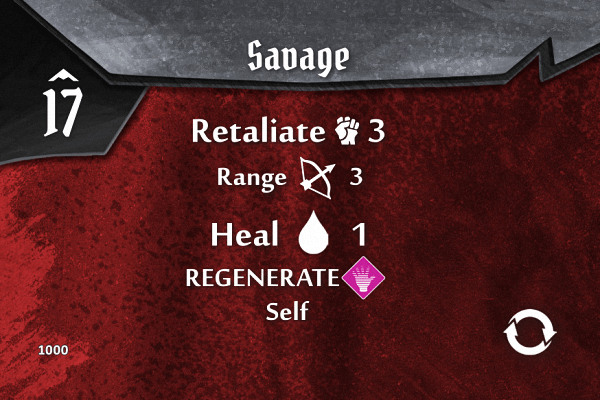 Savage
17
Retaliate 3
Range 3
Heal 1
REGENERATE
Self
1000